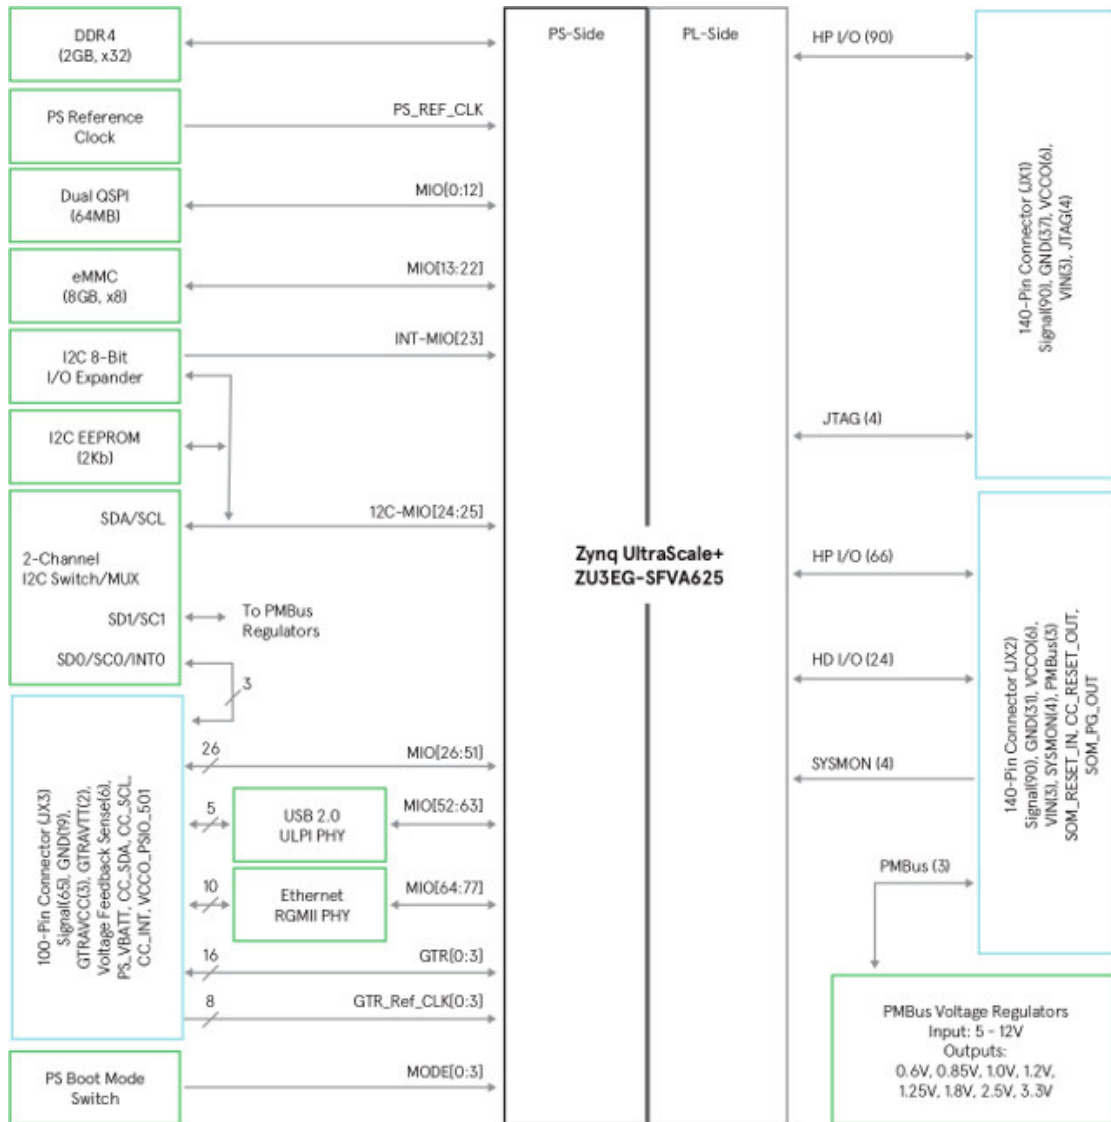 DDR4
(2GB, x32)
PS Reference
Clock
PS_REF_CLK
Dual QSPI
(64MB)
MIO[0:12]
eMMC
(8GB, x8)
MIO[13:22]
I2C 8-Bit
I/O Expander
INT-MIO[23]
I2C EEPROM
(2Kb)
SDA/SCL
12C-MIO[24:25]
2-Channel
I2C Switch/MUX
SD1/SC1
To PMBus
Regulators
SD0/SC0/INT0
3
100-Pin Connector (JX3)
Signal(65), GND(19),
GTRAVCC(3), GTRAVTT(2),
Voltage Feedback Sense(6),
PS_VBATT, CC_SDA, CC_SCL,
CC_INT, VCCO_PSIO_501
26
MIO[26:51]
5
USB 2.0
ULPI PHY
MIO[52:63]
10
Ethernet
RGMII PHY
MIO[64:77]
16
GTR[0:3]
8
GTR_Ref_CLK[0:3]
PS Boot Mode
Switch
MODE[0:3]
PS-Side
PL-Side
Zynq UltraScale+
ZU3EG-SFVA625
HP I/O (90)
JTAG (4)
140-Pin Connector (JX1)
Signal(90), GND(37), VCCO(6),
VIN(3), JTAG(4)
HP I/O (66)
HD I/O (24)
SYSMON (4)
PMBus (3)
140-Pin Connector (JX2)
Signal(90), GND(31), VCCO(6),
VIN(3), SYSMON(4), PMBus(3)
SOM_RESET_IN, CC_RESET_OUT,
SOM_PG_OUT
PMBus Voltage Regulators
Input: 5 - 12V
Outputs:
0.6V, 0.85V, 1.0V, 1.2V,
1.25V, 1.8V, 2.5V, 3.3V